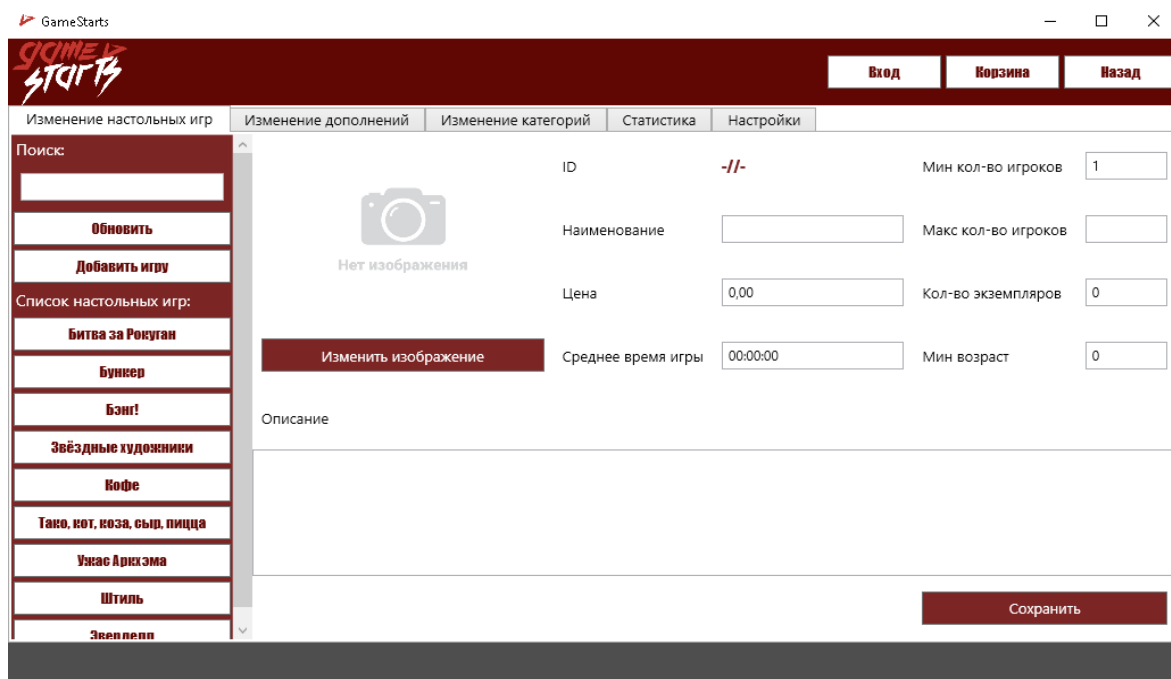 GameStarts
GAME
STARTS
Вход
Корзина
Назад
Изменение настольных игр
Изменение дополнений
Изменение категорий
Статистика
Настройки
Поиск:
Обновить
Добавить игру
Список настольных игр:
Битва за Рокуган
Бункер
Бэнг!
Звёздные художники
Кофе
Тако, кот, коза, сыр, пицца
Ужас Аркхэма
Штиль
Эверделл
Нет изображения
Изменить изображение
ID
-//-
Мин кол-во игроков
1
Наименование
Макс кол-во игроков
Цена
0,00
Кол-во экземпляров
0
Среднее время игры
00:00:00
Мин возраст
0
Описание
Сохранить